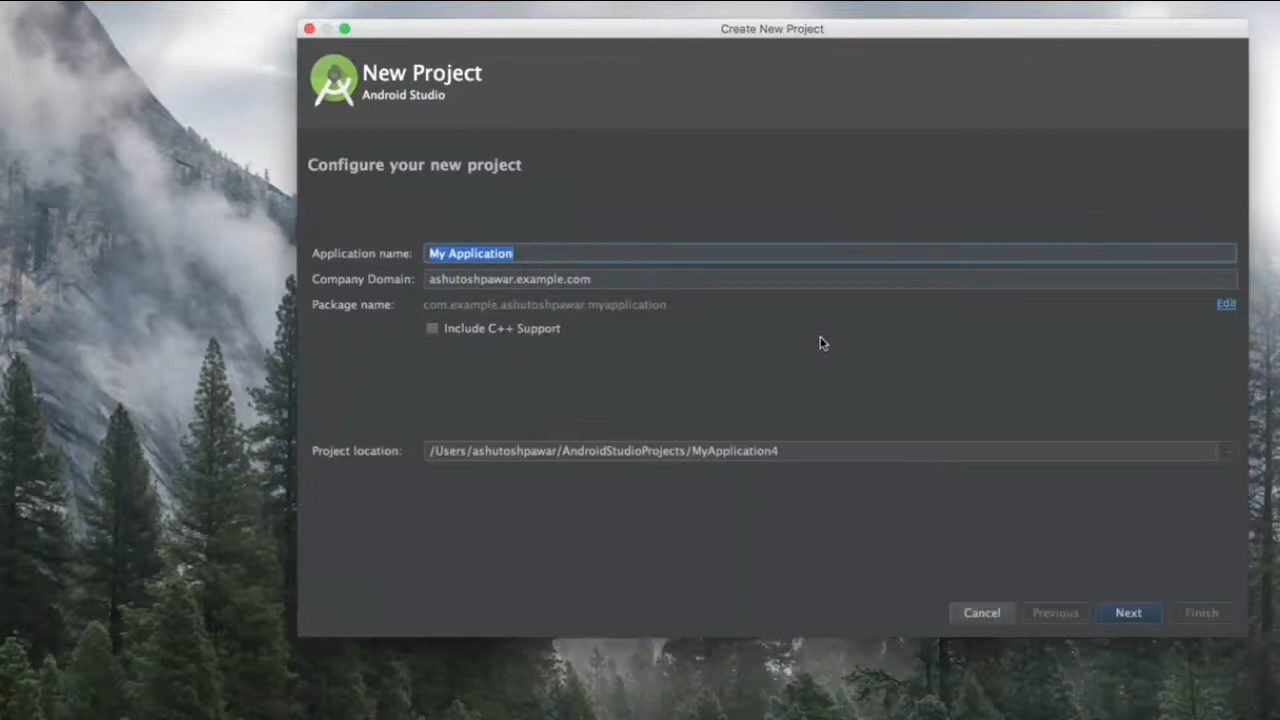 Create New Project
New Project
Android Studio
Configure your new project
Application name: My Application
Company Domain: ashutoshpawar.example.com
Package name: com.example.ashutoshpawar.myapplication Edit
Include C++ Support
Project location: /Users/ashutoshpawar/AndroidStudioProjects/MyApplication4
Cancel Previous Next Finish